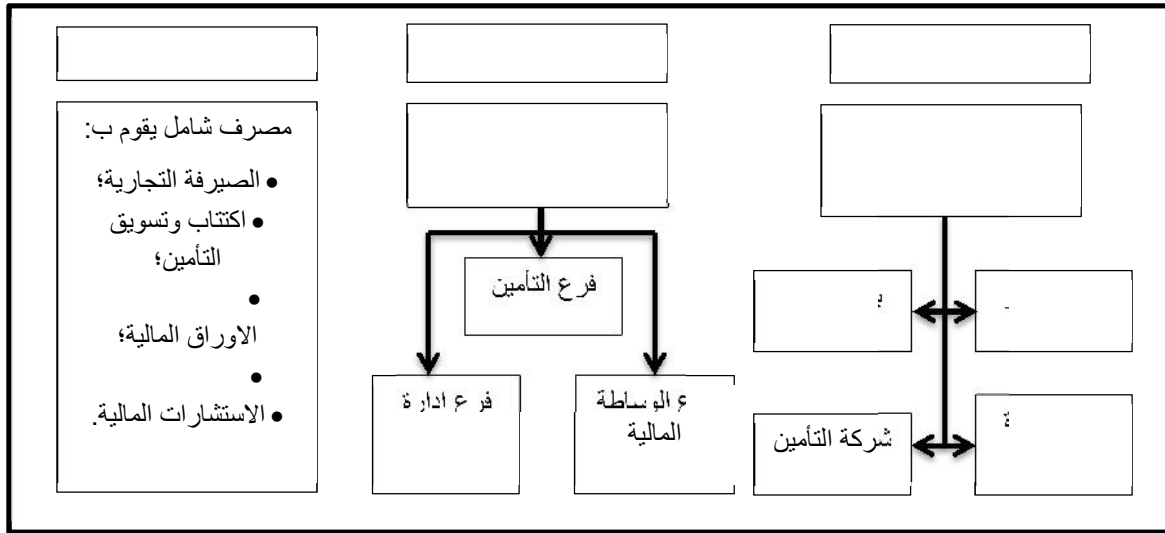 مصرف شامل يقوم ب:
• الصيرفة التجارية؛
• اكتتاب وتسويق
التأمين؛
•
الاوراق المالية؛
•
• الاستشارات المالية.
فرع التأمين
الوساطة
المالية
فرع ادارة
شركة التأمين